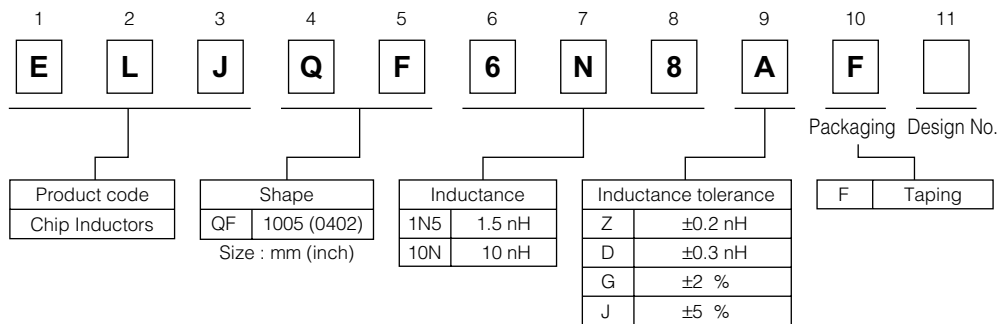 1 2 3 4 5 6 7 8 9 10 11
E L J Q F 6 N 8 A F
Packaging Design No.
Product code
Chip Inductors
Shape
QF 1005 (0402)
Size : mm (inch)
Inductance
1N5 1.5 nH
10N 10 nH
Inductance tolerance
Z ±0.2 nH
D ±0.3 nH
G ±2 %
J ±5 %
F Taping